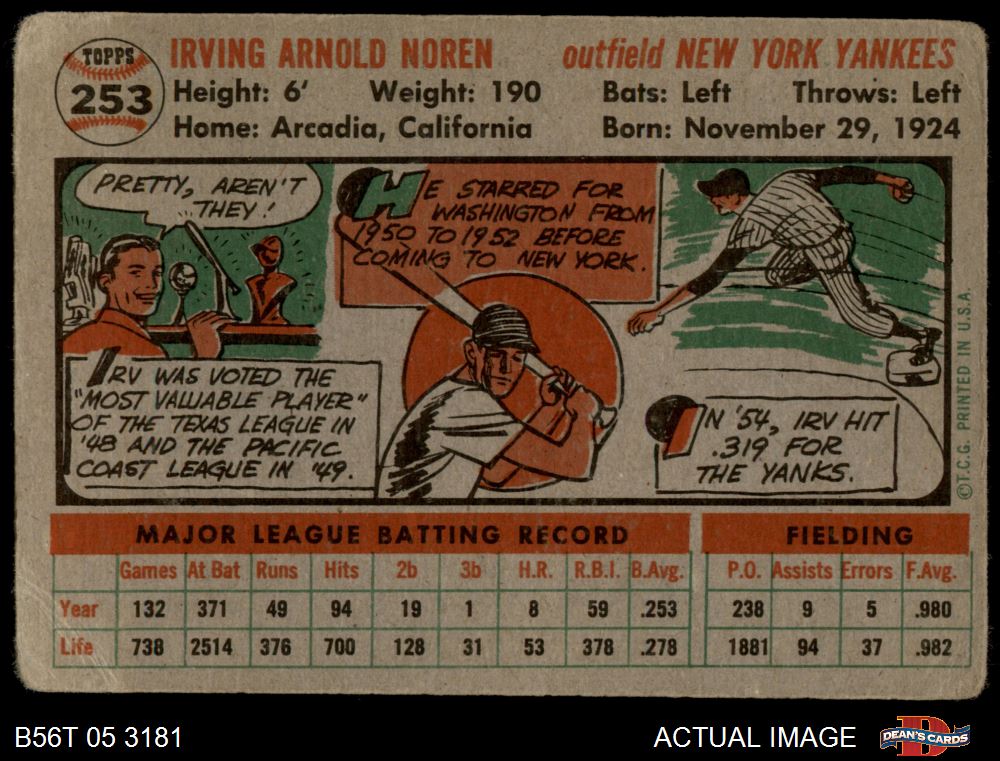 TOPPS
253
IRVING ARNOLD NOREN outfield NEW YORK YANKEES
Height: 6' Weight: 190 Bats: Left Throws: Left
Home: Arcadia, California Born: November 29, 1924
PRETTY, AREN'T
THEY!
IRV WAS VOTED THE
"MOST VALUABLE PLAYER"
OF THE TEXAS LEAGUE IN
'48 AND THE PACIFIC
COAST LEAGUE IN '49.
HE STARRED FOR
WASHINGTON FROM
1950 TO 1952 BEFORE
COMING TO NEW YORK.
IN '54, IRV HIT
.319 FOR
THE YANKS.
©T.C.G. PRINTED IN U.S.A.
MAJOR LEAGUE BATTING RECORD FIELDING
Games At Bat Runs Hits 2b 3b H.R. R.B.I. B.Avg. P.O. Assists Errors F.Avg.
Year 132 371 49 94 19 1 8 59 .253 238 9 5 .980
Life 738 2514 376 700 128 31 53 378 .278 1881 94 37 .982
B56T 05 3181 ACTUAL IMAGE DEAN'S CARDS